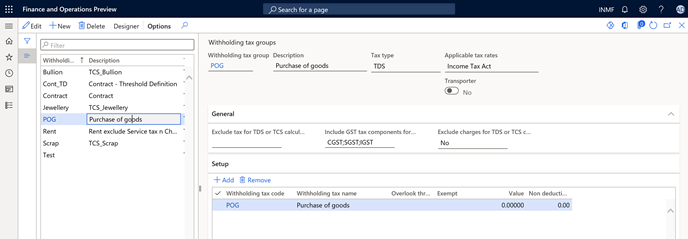 Finance and Operations Preview
Search for a page
INMF
Edit
New
Delete
Designer
Options
Filter
Withholdi...
Description
Bullion
TCS_Bullion
Cont_TD
Contract - Threshold Definition
Contract
Contract
Jewellery
TCS_Jewellery
POG
Purchase of goods
Rent
Rent exclude Service tax n Ch...
Scrap
TCS_Scrap
Test
Withholding tax groups
Withholding tax group
Description
Tax type
Applicable tax rates
POG
Purchase of goods
TDS
Income Tax Act
Transporter
No
General
Exclude tax for TDS or TCS calcul...
Include GST tax components for...
Exclude charges for TDS or TCS c...
CGST;SGST;IGST
No
Setup
Add
Remove
Withholding tax code
Withholding tax name
Overlook thr...
Exempt
Value
Non deducti...
POG
Purchase of goods
0.00000
0.00